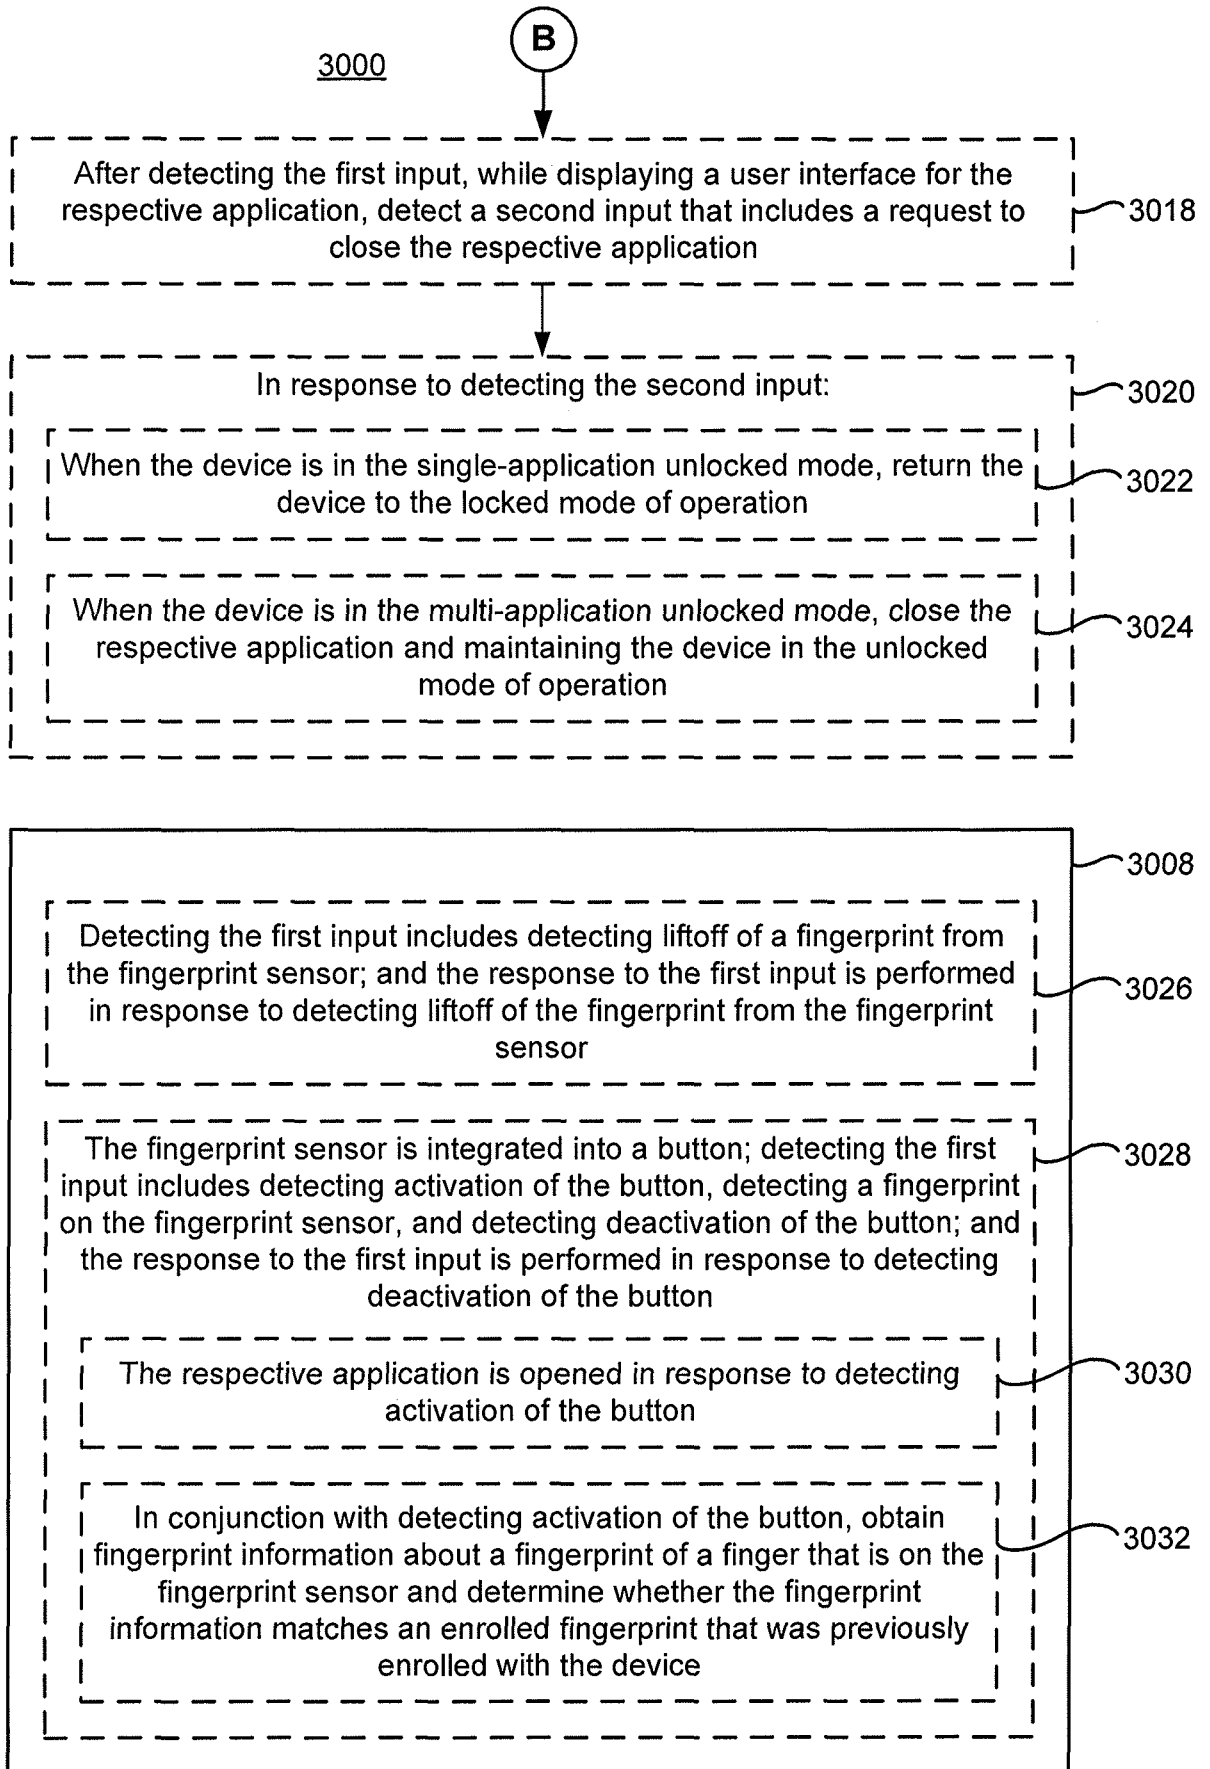 B
3000
After detecting the first input, while displaying a user interface for the
respective application, detect a second input that includes a request to
close the respective application
3018
In response to detecting the second input:
3020
When the device is in the single-application unlocked mode, return the
device to the locked mode of operation
3022
When the device is in the multi-application unlocked mode, close the
respective application and maintaining the device in the unlocked
mode of operation
3024
3008
Detecting the first input includes detecting liftoff of a fingerprint from
the fingerprint sensor; and the response to the first input is performed
in response to detecting liftoff of the fingerprint from the fingerprint
sensor
3026
The fingerprint sensor is integrated into a button; detecting the first
input includes detecting activation of the button, detecting a fingerprint
on the fingerprint sensor, and detecting deactivation of the button; and
the response to the first input is performed in response to detecting
deactivation of the button
3028
The respective application is opened in response to detecting
activation of the button
3030
In conjunction with detecting activation of the button, obtain
fingerprint information about a fingerprint of a finger that is on the
fingerprint sensor and determine whether the fingerprint
information matches an enrolled fingerprint that was previously
enrolled with the device
3032